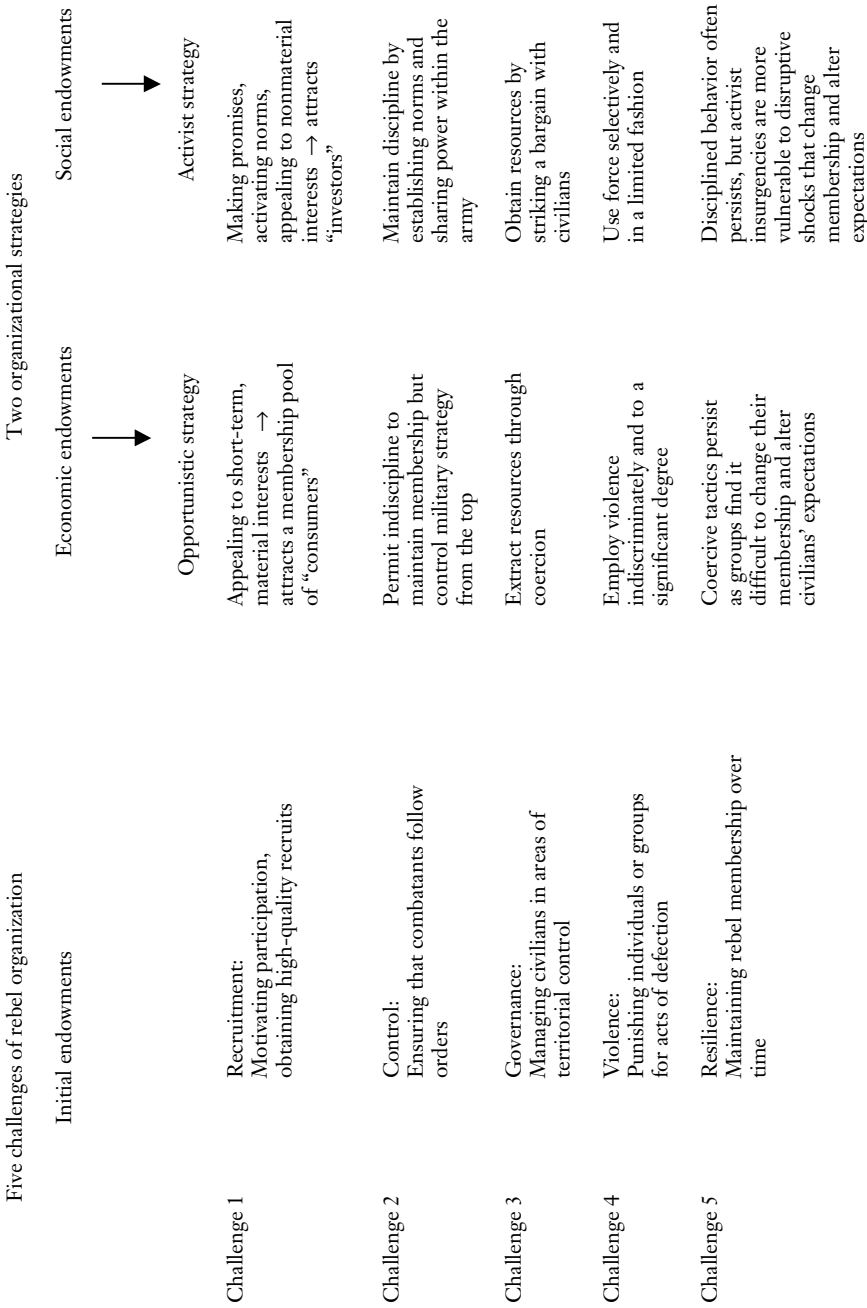 Five challenges of rebel organization
Two organizational strategies
Initial endowments
Economic endowments
Social endowments
Opportunistic strategy
Activist strategy
Challenge 1
Recruitment:
Motivating participation,
obtaining high-quality recruits
Appealing to short-term,
material interests →
attracts a membership pool
of “consumers”
Making promises,
activating norms,
appealing to nonmaterial
interests → attracts
“investors”
Challenge 2
Control:
Ensuring that combatants follow
orders
Permit indiscipline to
maintain membership but
control military strategy
from the top
Maintain discipline by
establishing norms and
sharing power within the
army
Challenge 3
Governance:
Managing civilians in areas of
territorial control
Extract resources through
coercion
Obtain resources by
striking a bargain with
civilians
Challenge 4
Violence:
Punishing individuals or groups
for acts of defection
Employ violence
indiscriminately and to a
significant degree
Use force selectively and
in a limited fashion
Challenge 5
Resilience:
Maintaining rebel membership over
time
Coercive tactics persist
as groups find it
difficult to change their
membership and alter
civilians’ expectations
Disciplined behavior often
persists, but activist
insurgencies are more
vulnerable to disruptive
shocks that change
membership and alter
expectations